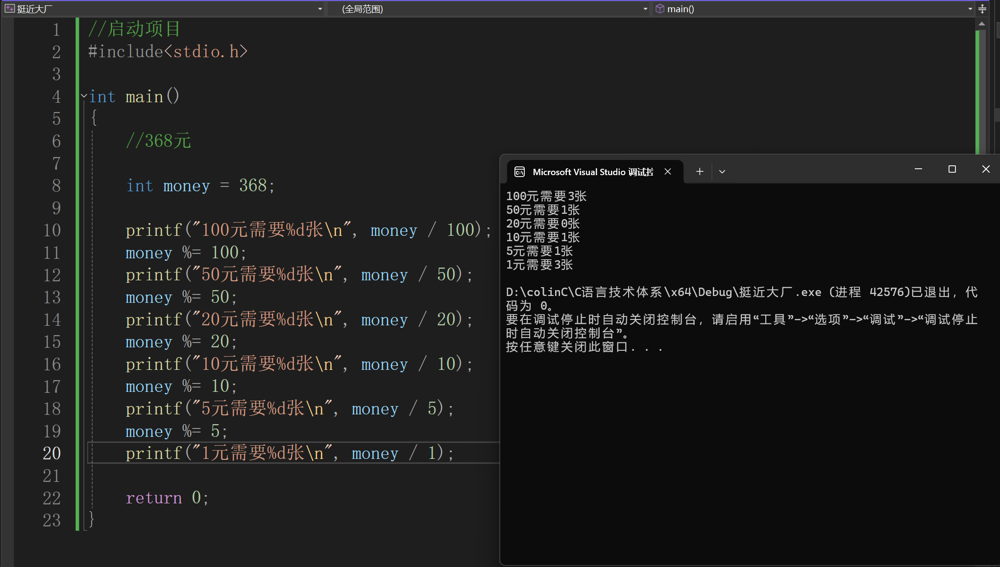 挺近大厂 (全局范围) main()
1 //启动项目
2 #include<stdio.h>
3
4 int main()
5 {
6 //368元
7
8 int money = 368;
9
10 printf("100元需要%d张\n", money / 100);
11 money %= 100;
12 printf("50元需要%d张\n", money / 50);
13 money %= 50;
14 printf("20元需要%d张\n", money / 20);
15 money %= 20;
16 printf("10元需要%d张\n", money / 10);
17 money %= 10;
18 printf("5元需要%d张\n", money / 5);
19 money %= 5;
20 printf("1元需要%d张\n", money / 1);
21
22 return 0;
23 }
Microsoft Visual Studio 调试控
100元需要3张
50元需要1张
20元需要0张
10元需要1张
5元需要1张
1元需要3张
D:\colinC\C语言技术体系\x64\Debug\挺近大厂.exe (进程 42576)已退出，代
码为 0。
要在调试停止时自动关闭控制台，请启用“工具”->“选项”->“调试”->“调试停止
时自动关闭控制台”。
按任意键关闭此窗口. . .